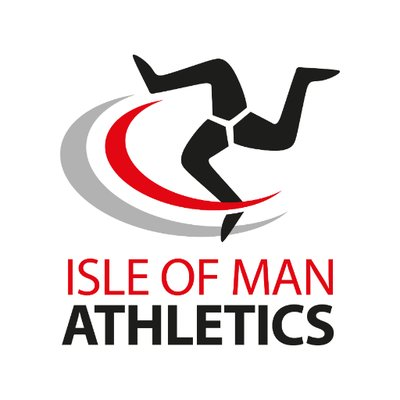 ISLE OF MAN
ATHLETICS